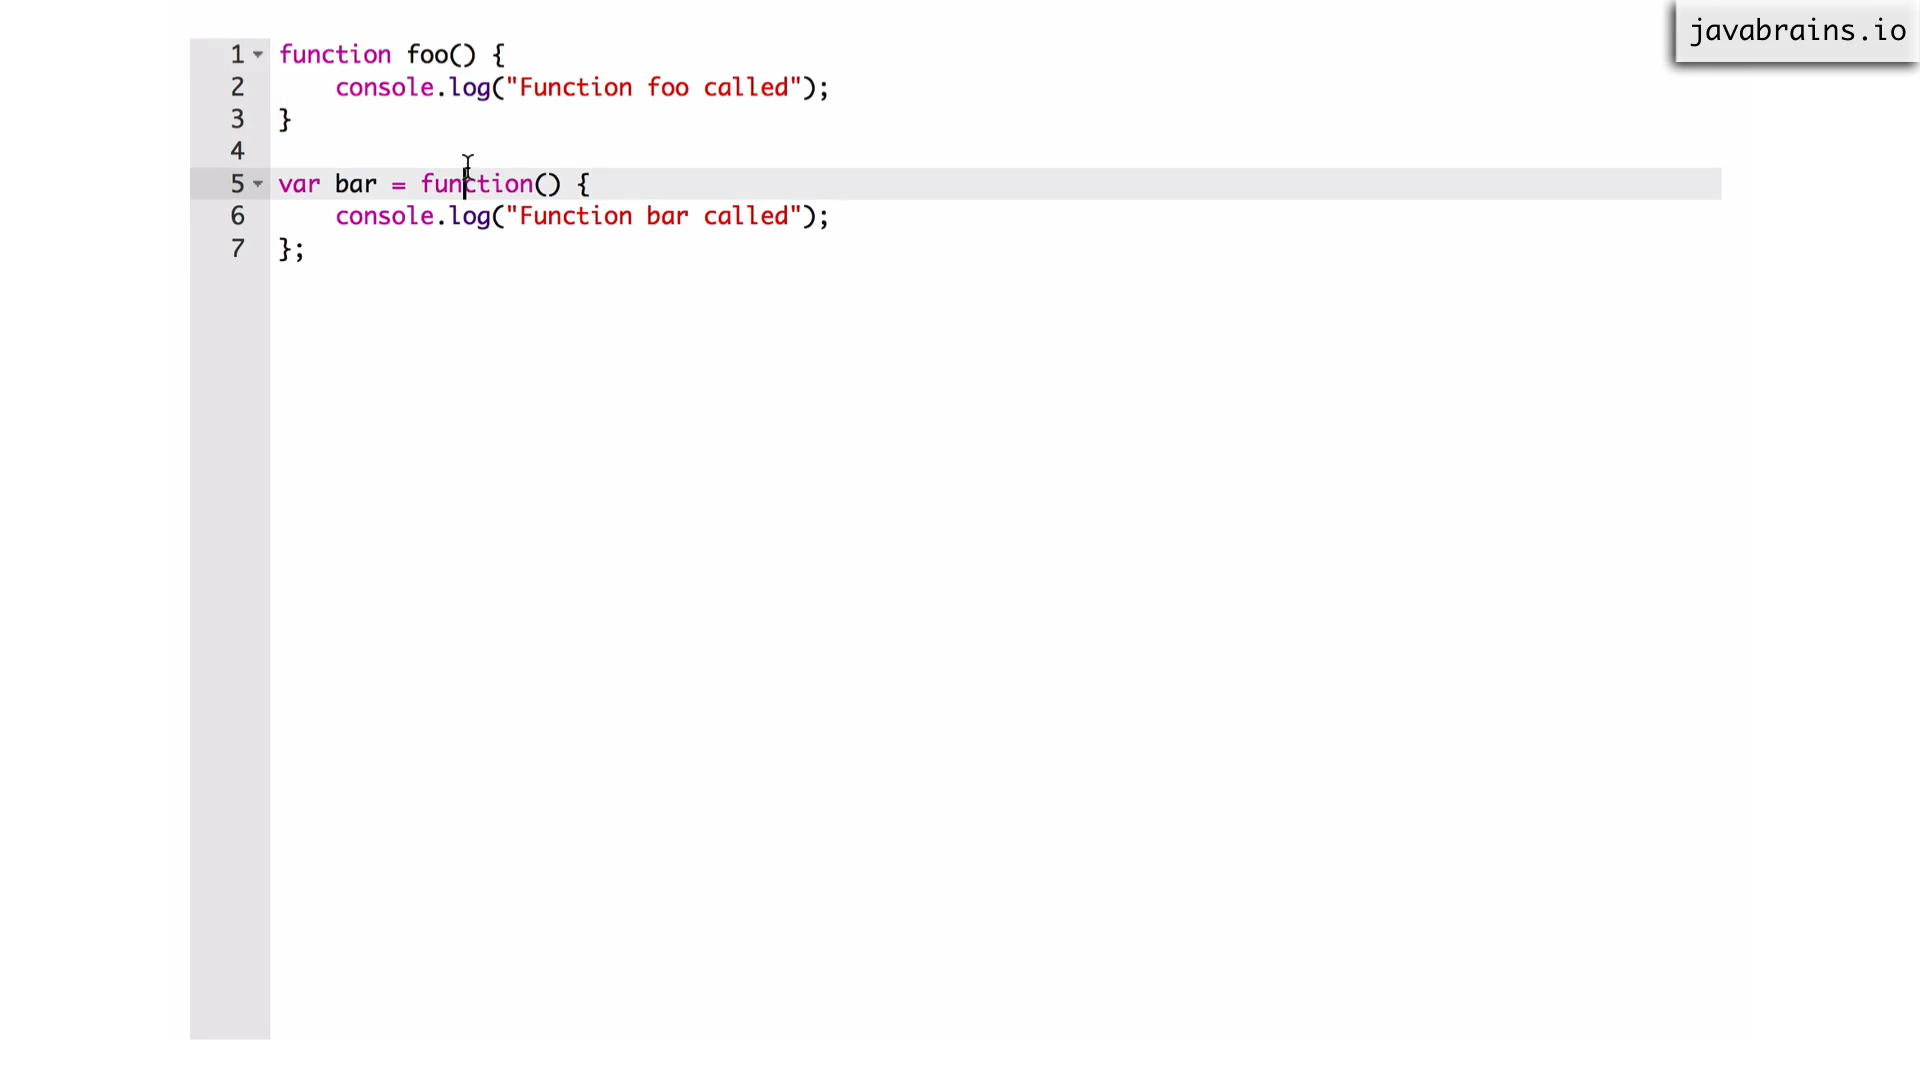 javabrains.io
1 function foo() {
2     console.log("Function foo called");
3 }
4
5 var bar = function() {
6     console.log("Function bar called");
7 };